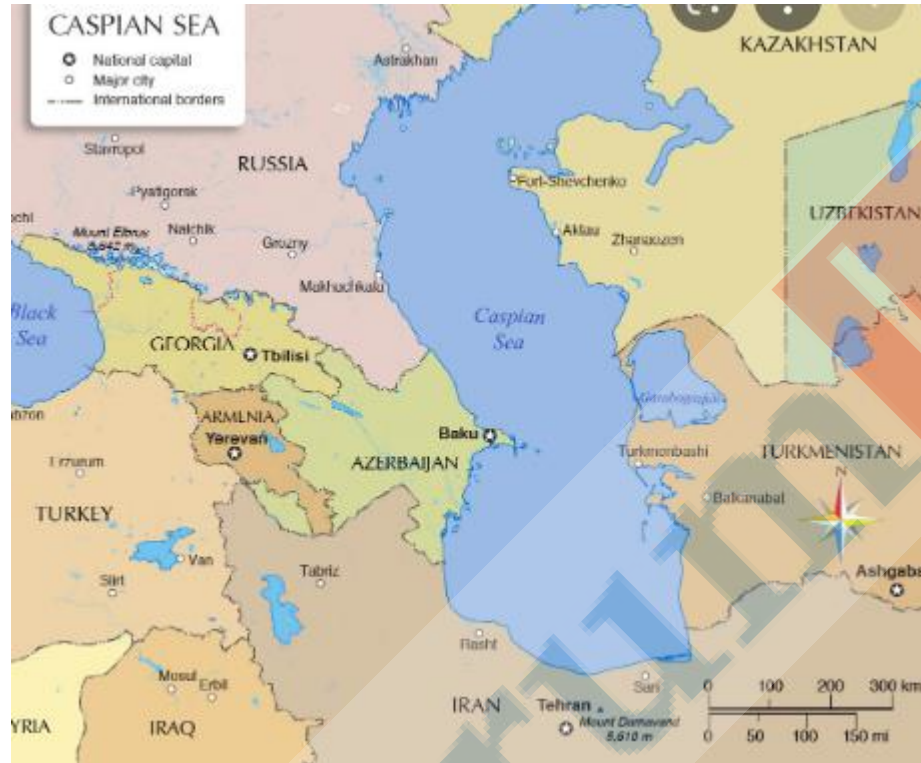 CASPIAN SEA
National capital
Major city
International borders
KAZAKHSTAN
Astrakhan
Stavropol
RUSSIA
Fort-Shevchenko
Pyatigorsk
UZBEKISTAN
Mount Elbrus
5,642 m
Nalchik
Grozny
Aktau
Zhanaozen
Makhachkala
Black
Sea
Caspian
Sea
GEORGIA
Tbilisi
ARMENIA
Yerevan
Baku
AZERBAIJAN
Turkmenbashi
TURKMENISTAN
Erzurum
Balkanabat
N
TURKEY
Van
Siirt
Tabriz
Ashgaba
Rasht
Sari
Mosul
Erbil
IRAN
Tehran
Mount Damavand
5,610 m
0 100 200 300 km
0 50 100 150 mi
YRIA
IRAQ